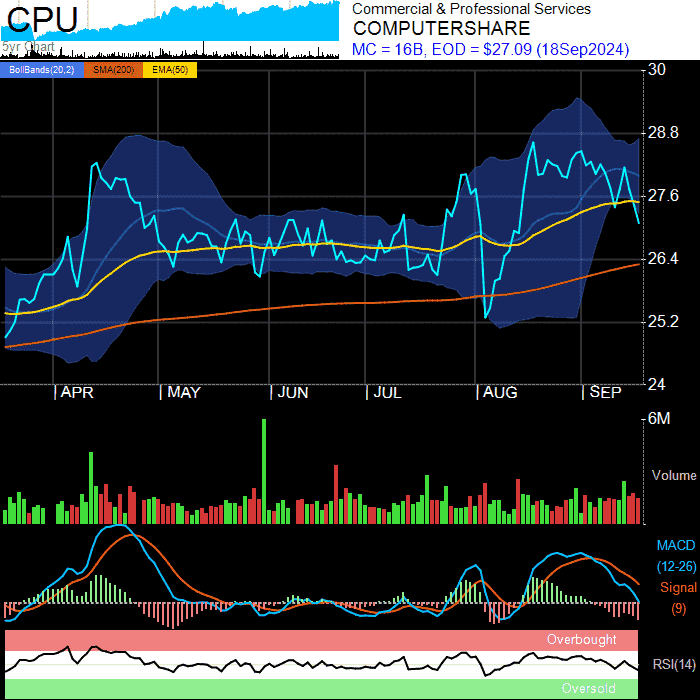 CPU
5yr Chart
Commercial & Professional Services
COMPUTERSHARE
MC = 16B, EOD = $27.09 (18Sep2024)
BollBands(20,2) SMA(200) EMA(50)
30
28.8
27.6
26.4
25.2
24
APR MAY JUN JUL AUG SEP
6M
Volume
MACD
(12-26)
Signal
(9)
Overbought
RSI(14)
Oversold